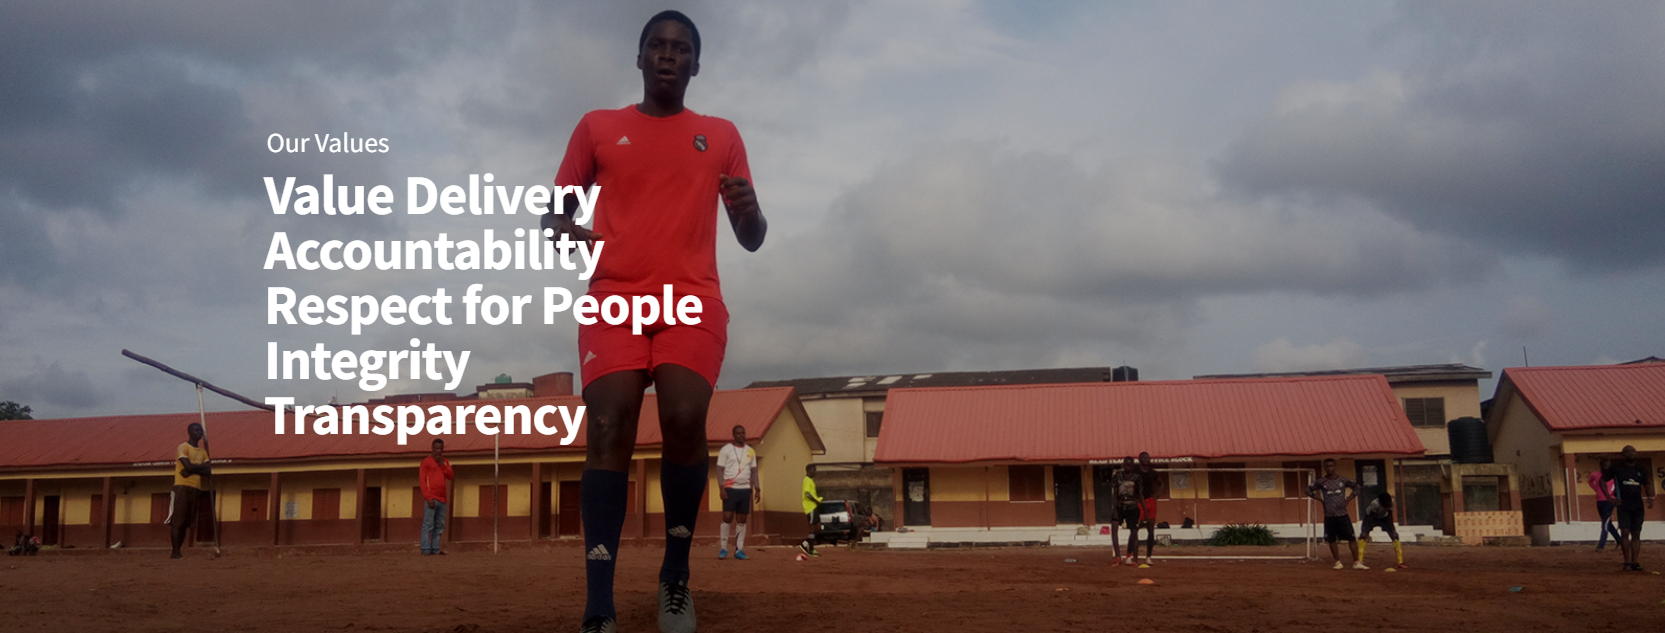 Our Values
Value Delivery
Accountability
Respect for People
Integrity
Transparency